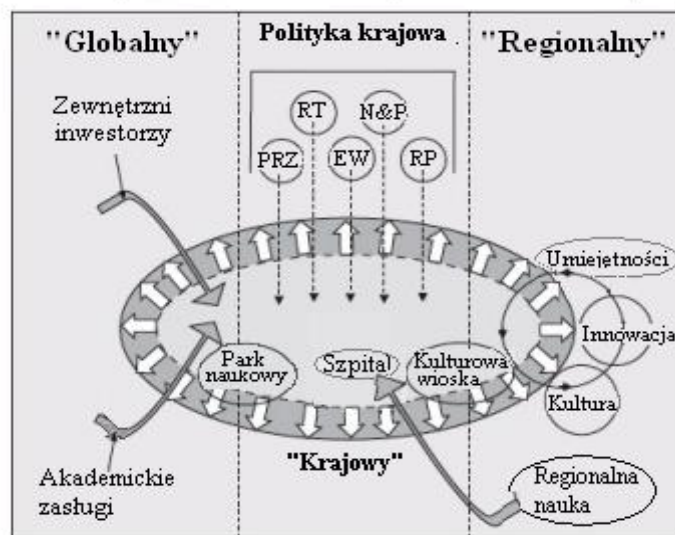 "Globalny"
Polityka krajowa
"Regionalny"
Zewnętrzni
inwestorzy
RT
N&P
PRZ
EW
RP
Umiejętności
Innowacja
Kultura
Park
naukowy
Szpital
Kulturowa
wioska
"Krajowy"
Akademickie
zasługi
Regionalna
nauka